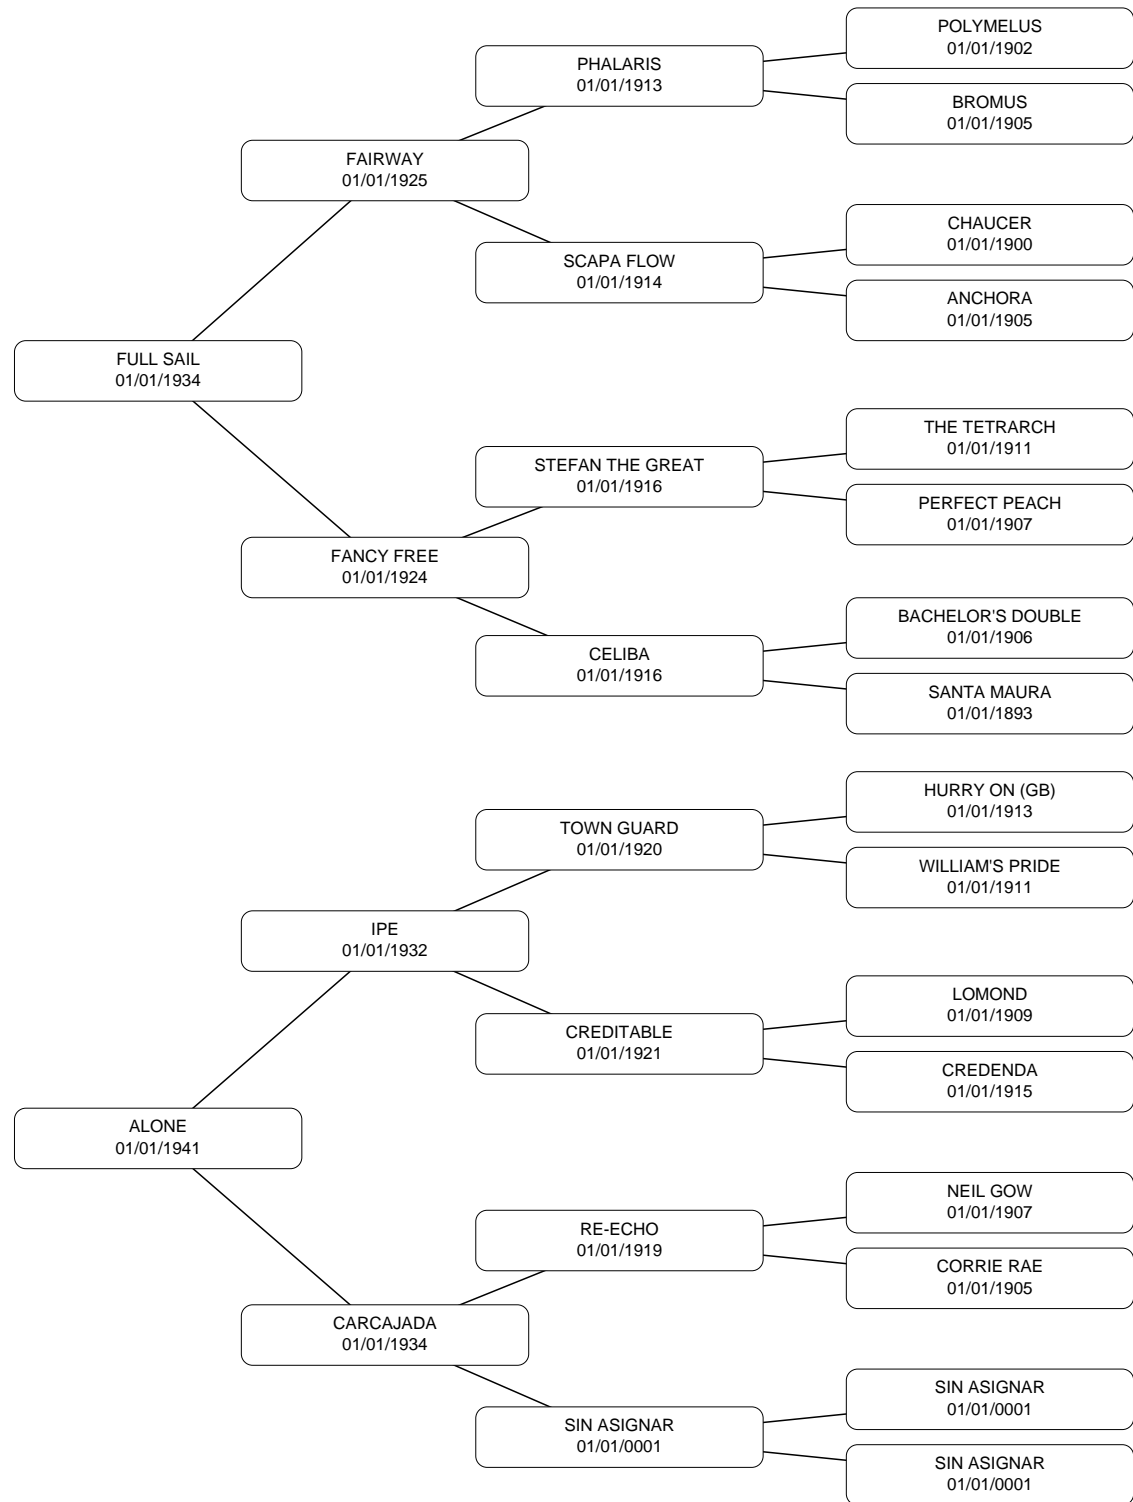 POLYMELUS
01/01/1902
PHALARIS
01/01/1913
BROMUS
01/01/1905
FAIRWAY
01/01/1925
CHAUCER
01/01/1900
SCAPA FLOW
01/01/1914
ANCHORA
01/01/1905
FULL SAIL
01/01/1934
THE TETRARCH
01/01/1911
STEFAN THE GREAT
01/01/1916
PERFECT PEACH
01/01/1907
FANCY FREE
01/01/1924
BACHELOR'S DOUBLE
01/01/1906
CELIBA
01/01/1916
SANTA MAURA
01/01/1893
HURRY ON (GB)
01/01/1913
TOWN GUARD
01/01/1920
WILLIAM'S PRIDE
01/01/1911
IPE
01/01/1932
LOMOND
01/01/1909
CREDITABLE
01/01/1921
CREDENDA
01/01/1915
ALONE
01/01/1941
NEIL GOW
01/01/1907
RE-ECHO
01/01/1919
CORRIE RAE
01/01/1905
CARCAJADA
01/01/1934
SIN ASIGNAR
01/01/0001
SIN ASIGNAR
01/01/0001
SIN ASIGNAR
01/01/0001